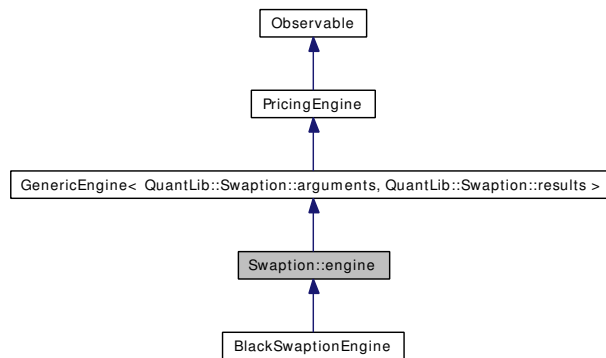 Observable
PricingEngine
GenericEngine< QuantLib::Swaption::arguments, QuantLib::Swaption::results >
Swaption::engine
BlackSwaptionEngine